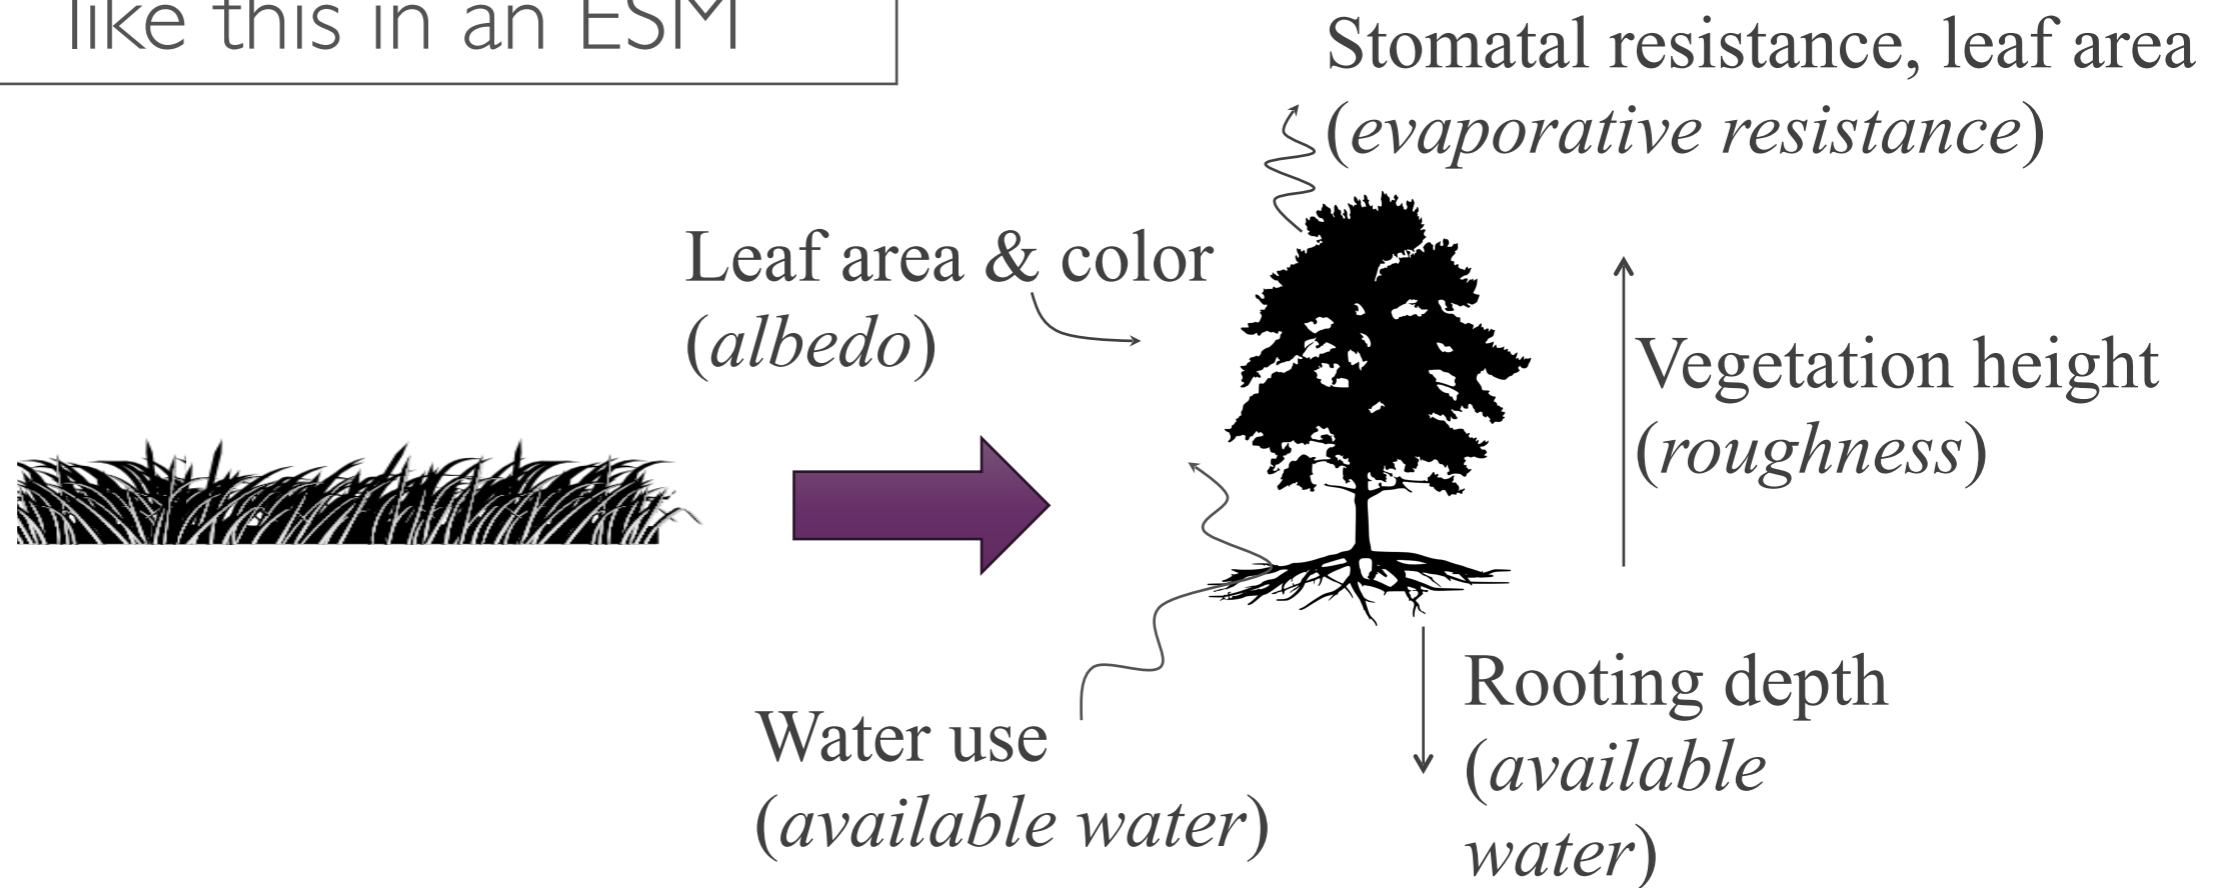 like this in an ESM
Stomatal resistance, leaf area
(evaporative resistance)
Leaf area & color
(albedo)
Vegetation height
(roughness)
Rooting depth
(available
water)
Water use
(available water)